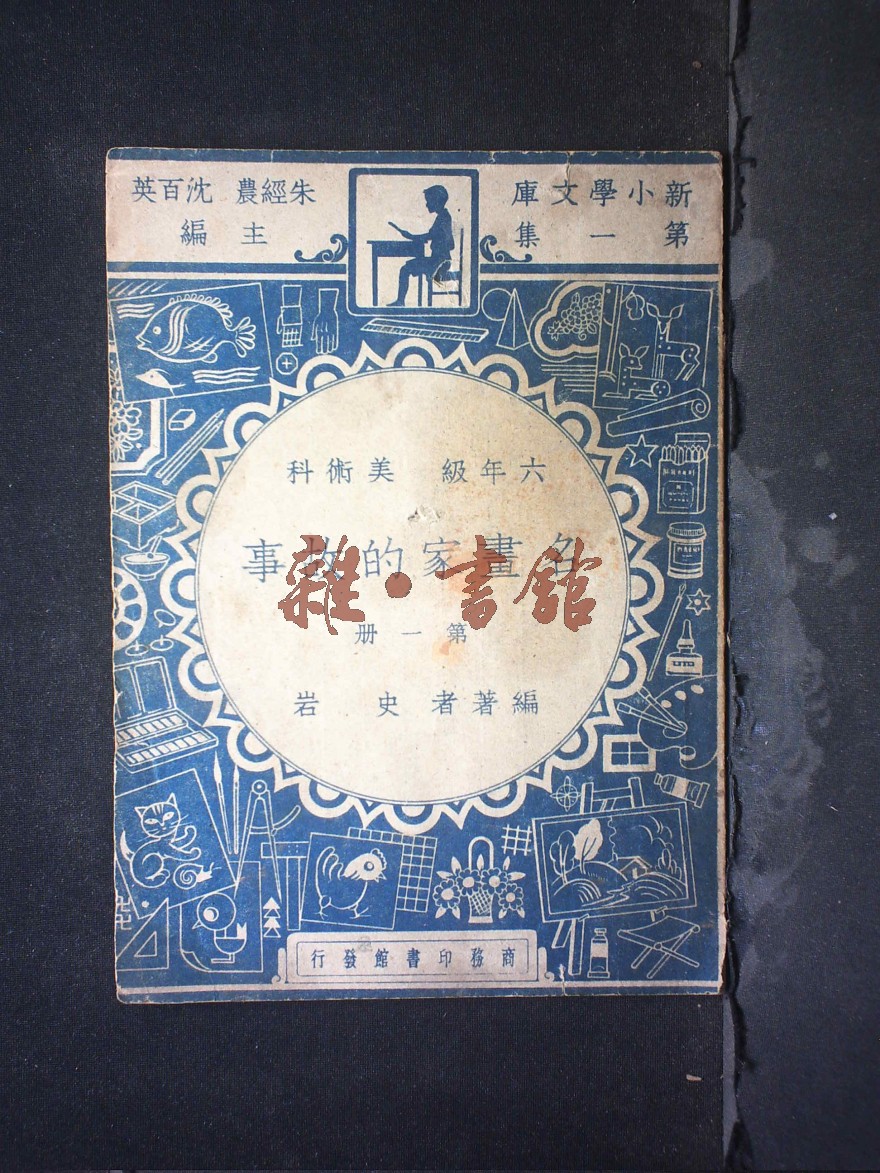 新小學文庫
第一集
朱經農 沈百英
主編
六年級 美術科
名畫家的故事
第一册
編著者 史岩
商務印書館發行
雜·書館